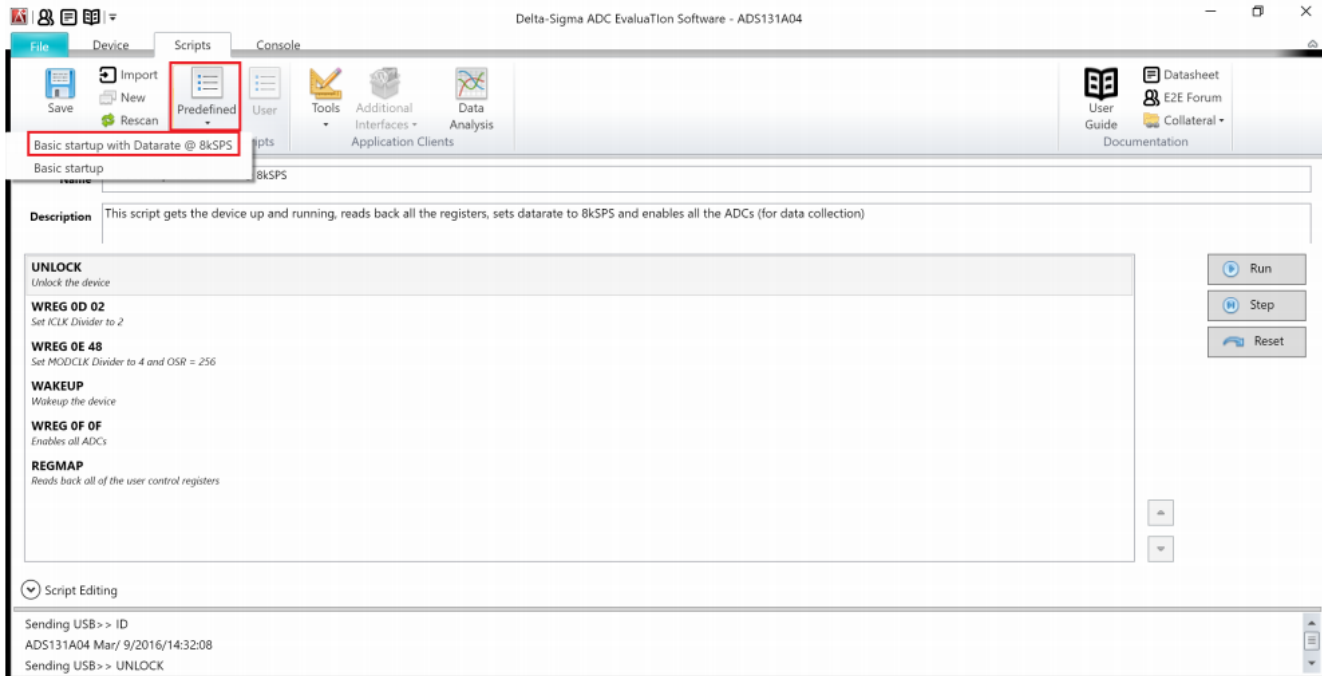 Delta-Sigma ADC EvaluaTIon Software - ADS131A04
File Device Scripts Console
Save
Import
New
Rescan
Predefined
User
Tools
Additional
Interfaces
Data
Analysis
User
Guide
Datasheet
E2E Forum
Collateral
ipts
Application Clients
Documentation
Basic startup with Datarate @ 8kSPS
Basic startup
Name
8kSPS
Description This script gets the device up and running, reads back all the registers, sets datarate to 8kSPS and enables all the ADCs (for data collection)
UNLOCK
Unlock the device
WREG 0D 02
Set ICLK Divider to 2
WREG 0E 48
Set MODCLK Divider to 4 and OSR = 256
WAKEUP
Wakeup the device
WREG 0F 0F
Enables all ADCs
REGMAP
Reads back all of the user control registers
Run
Step
Reset
Script Editing
Sending USB>> ID
ADS131A04 Mar/ 9/2016/14:32:08
Sending USB>> UNLOCK